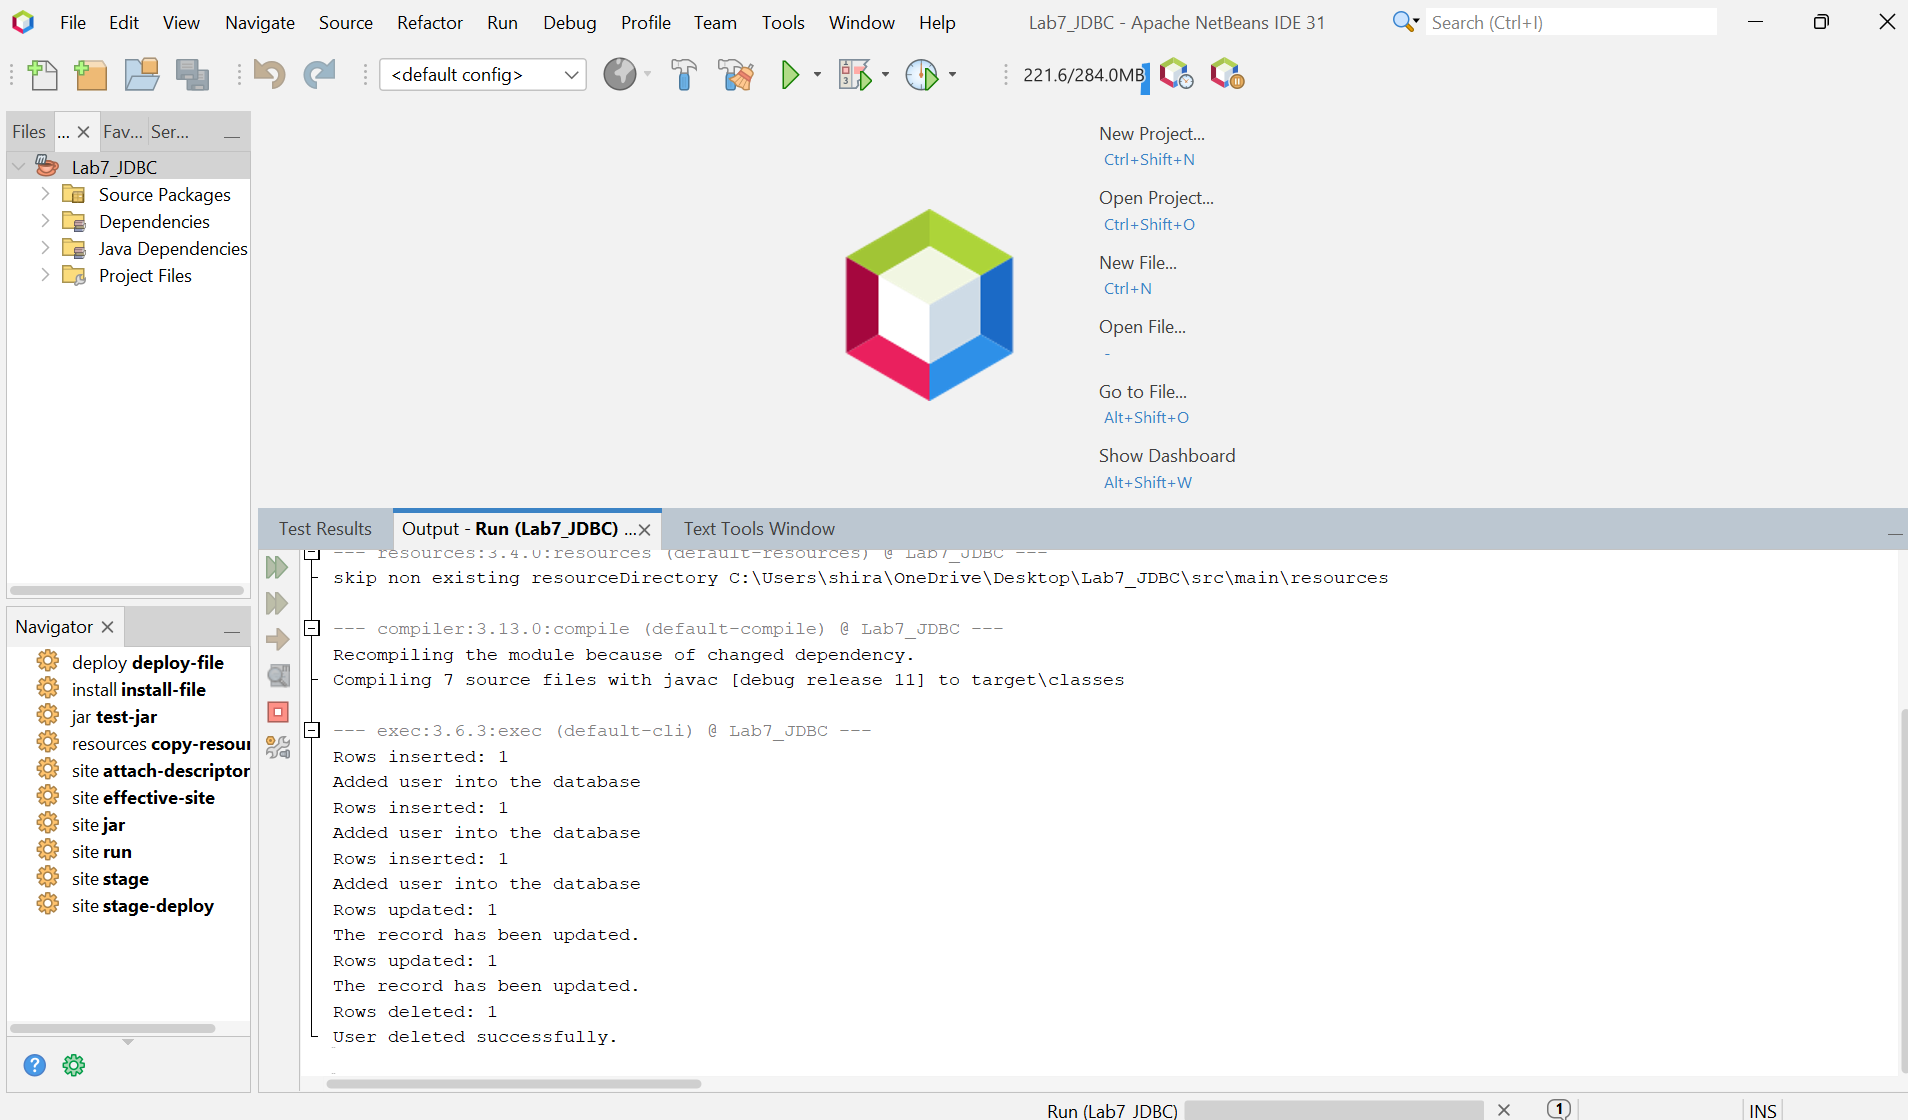 File Edit View Navigate Source Refactor Run Debug Profile Team Tools Window Help
Lab7_JDBC - Apache NetBeans IDE 31
Search (Ctrl+I)
<default config>
221.6/284.0MB
Files ... Fav... Ser...
Lab7_JDBC
Source Packages
Dependencies
Java Dependencies
Project Files
New Project...
Ctrl+Shift+N
Open Project...
Ctrl+Shift+O
New File...
Ctrl+N
Open File...
-
Go to File...
Alt+Shift+O
Show Dashboard
Alt+Shift+W
Navigator
deploy deploy-file
install install-file
jar test-jar
resources copy-resour
site attach-descriptor
site effective-site
site jar
site run
site stage
site stage-deploy
Test Results
Output - Run (Lab7_JDBC) ...
Text Tools Window
--- resources:3.4.0:resources (default-resources) @ Lab7_JDBC ---
skip non existing resourceDirectory C:\Users\shira\OneDrive\Desktop\Lab7_JDBC\src\main\resources
--- compiler:3.13.0:compile (default-compile) @ Lab7_JDBC ---
Recompiling the module because of changed dependency.
Compiling 7 source files with javac [debug release 11] to target\classes
--- exec:3.6.3:exec (default-cli) @ Lab7_JDBC ---
Rows inserted: 1
Added user into the database
Rows inserted: 1
Added user into the database
Rows inserted: 1
Added user into the database
Rows updated: 1
The record has been updated.
Rows updated: 1
The record has been updated.
Rows deleted: 1
User deleted successfully.
Run (Lab7_JDBC)
1
INS